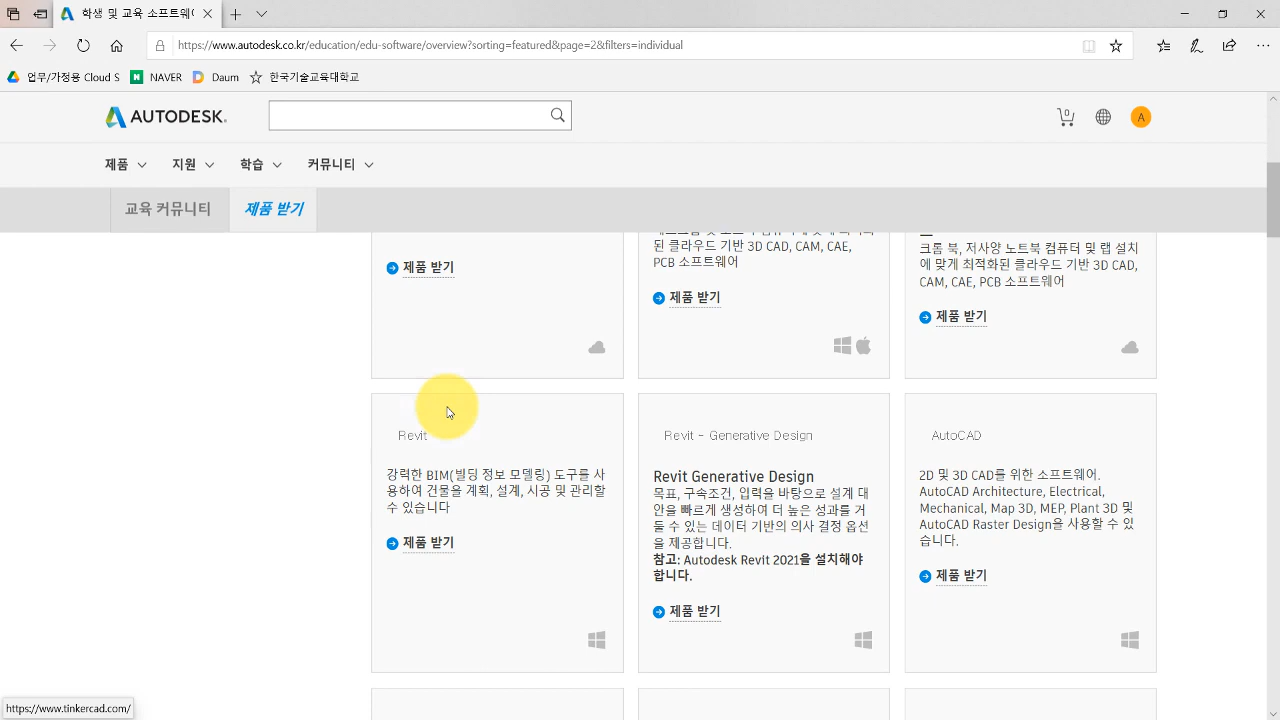 학생 및 교육 소프트웨어
https://www.autodesk.co.kr/education/edu-software/overview?sorting=featured&page=2&filters=individual
업무/가정용 Cloud S
NAVER
Daum
한국기술교육대학교
AUTODESK.
0
A
제품
지원
학습
커뮤니티
교육 커뮤니티
제품 받기
제품 받기
된 클라우드 기반 3D CAD, CAM, CAE,
PCB 소프트웨어
제품 받기
크롬 북, 저사양 노트북 컴퓨터 및 랩 설치
에 맞게 최적화된 클라우드 기반 3D CAD,
CAM, CAE, PCB 소프트웨어
제품 받기
Revit
강력한 BIM(빌딩 정보 모델링) 도구를 사
용하여 건물을 계획, 설계, 시공 및 관리할
수 있습니다
제품 받기
Revit - Generative Design
Revit Generative Design
목표, 구속조건, 입력을 바탕으로 설계 대
안을 빠르게 생성하여 더 높은 성과를 거
둘 수 있는 데이터 기반의 의사 결정 옵션
을 제공합니다.
참고: Autodesk Revit 2021을 설치해야
합니다.
제품 받기
AutoCAD
2D 및 3D CAD를 위한 소프트웨어.
AutoCAD Architecture, Electrical,
Mechanical, Map 3D, MEP, Plant 3D 및
AutoCAD Raster Design을 사용할 수 있
습니다.
제품 받기
https://www.tinkercad.com/